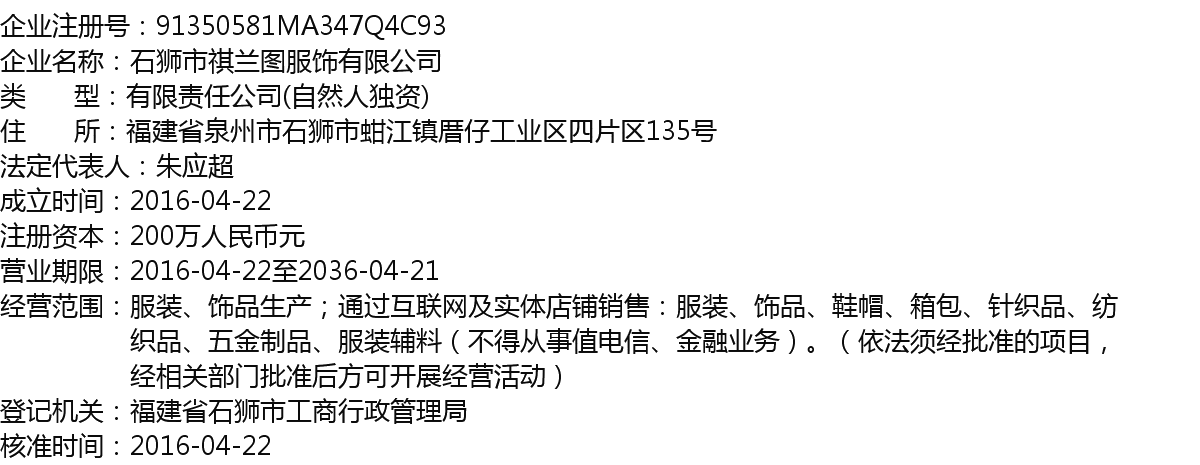 企业注册号：91350581MA347Q4C93
企业名称：石狮市祺兰图服饰有限公司
类 型：有限责任公司(自然人独资)
住 所：福建省泉州市石狮市蚶江镇厝仔工业区四片区135号
法定代表人：朱应超
成立时间：2016-04-22
注册资本：200万人民币元
营业期限：2016-04-22至2036-04-21
经营范围：服装、饰品生产；通过互联网及实体店铺销售：服装、饰品、鞋帽、箱包、针织品、纺
织品、五金制品、服装辅料（不得从事值电信、金融业务）。（依法须经批准的项目，
经相关部门批准后方可开展经营活动）
登记机关：福建省石狮市工商行政管理局
核准时间：2016-04-22